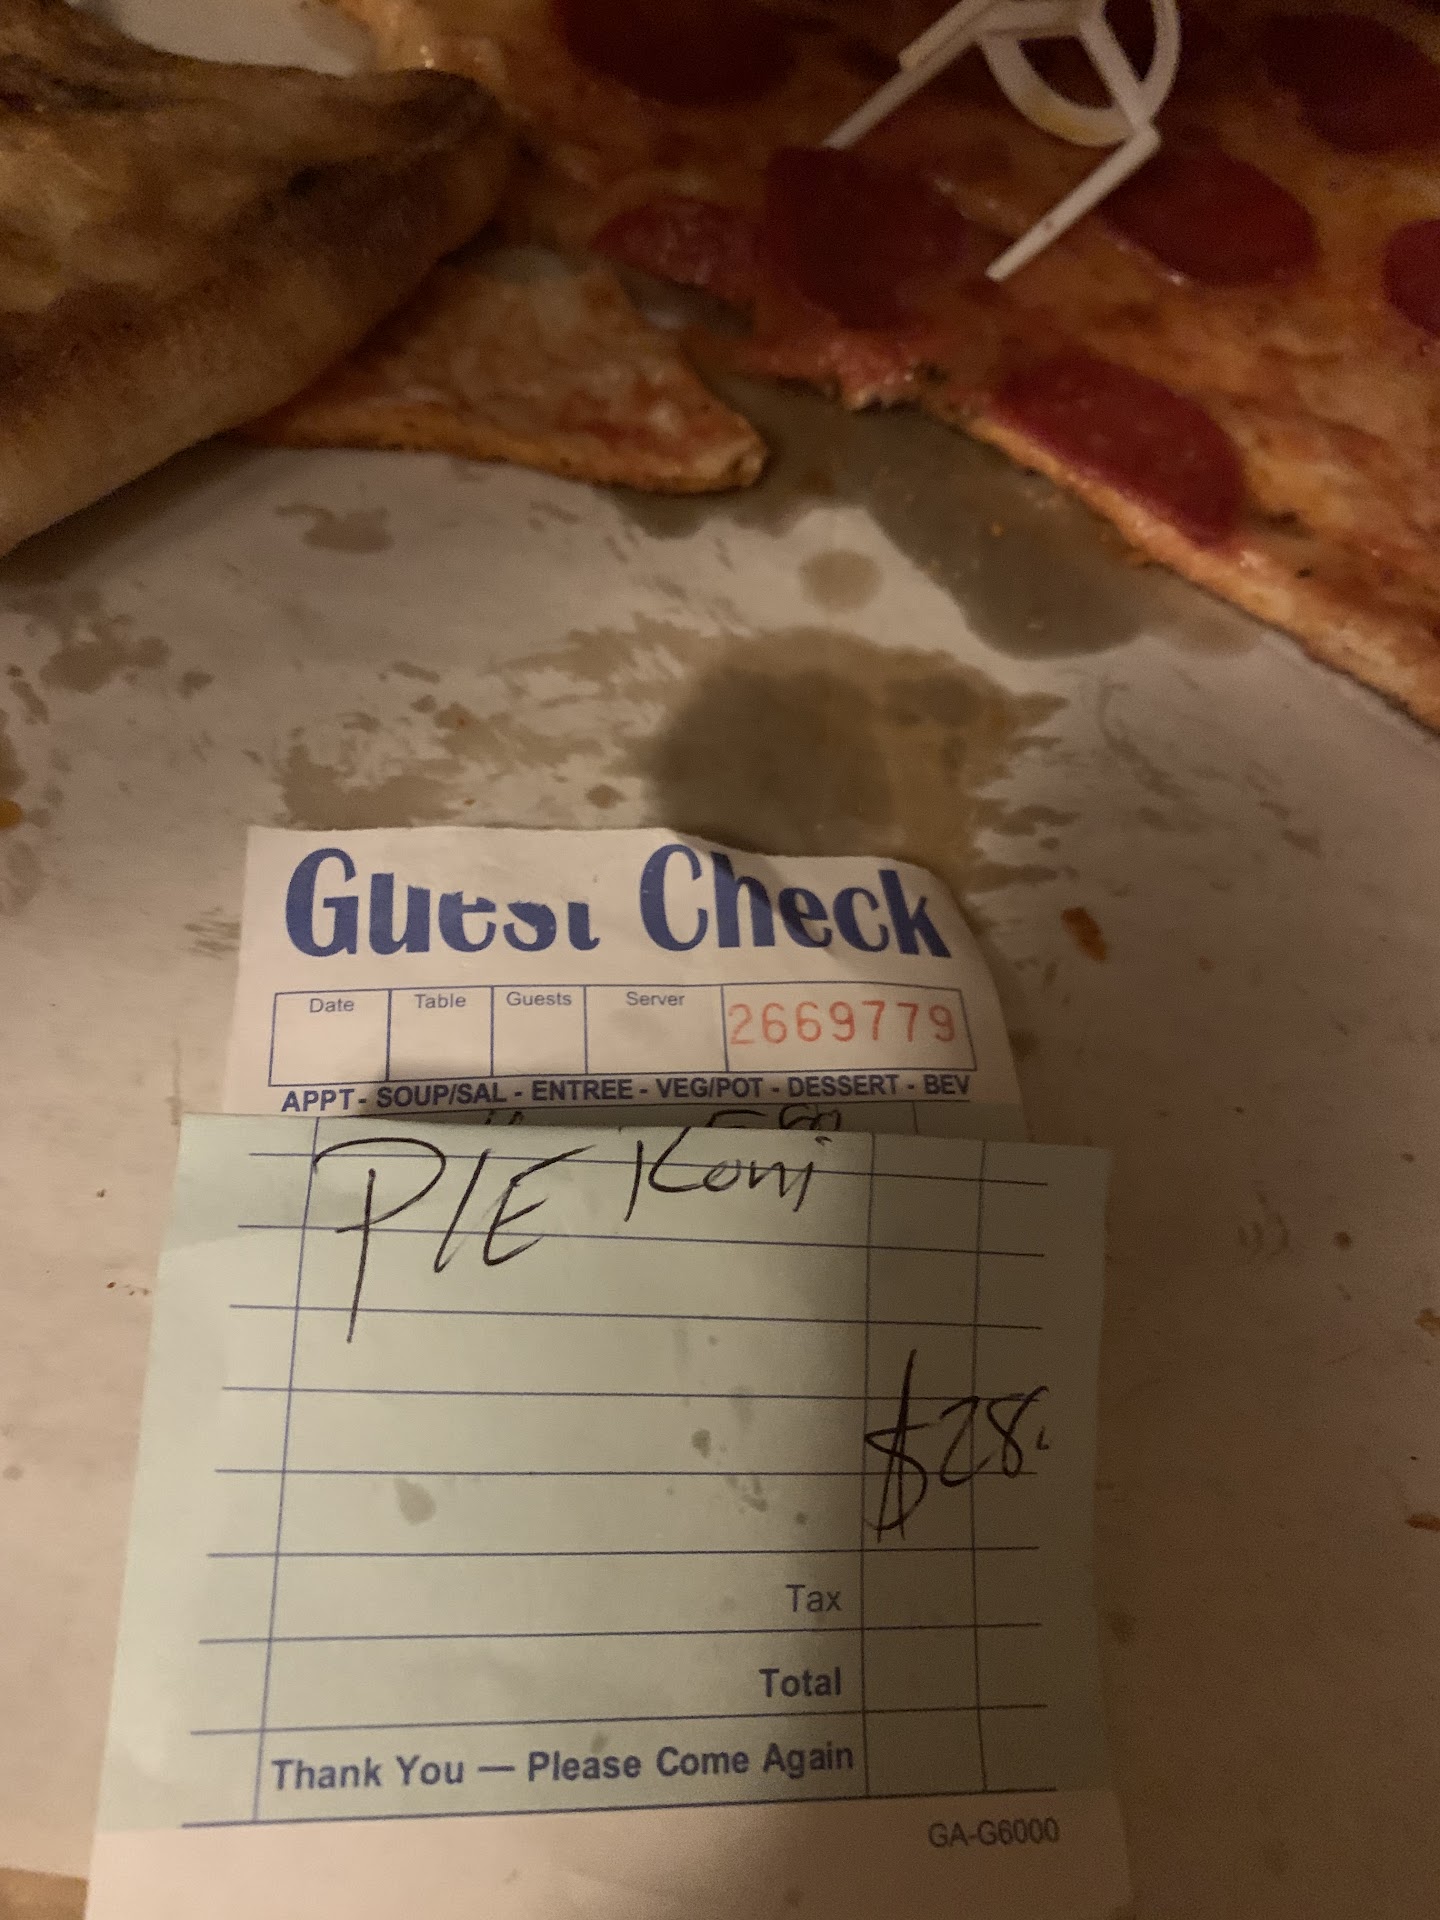 Guest Check
Date Table Guests Server 2669779
APPT - SOUP/SAL - ENTREE - VEG/POT - DESSERT - BEV
PIE Koni
$28.
Tax
Total
Thank You — Please Come Again
GA-G6000